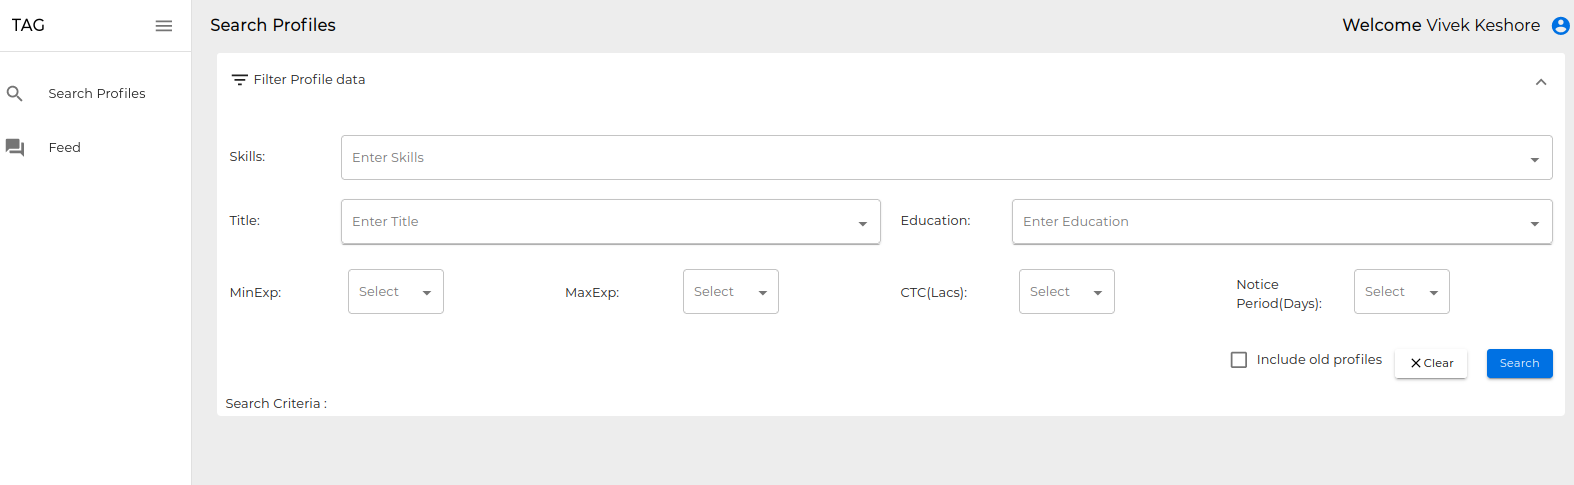 TAG
Search Profiles
Welcome Vivek Keshore
Search Profiles
Feed
Filter Profile data
Skills:
Enter Skills
Title:
Enter Title
Education:
Enter Education
MinExp:
Select
MaxExp:
Select
CTC(Lacs):
Select
Notice
Period(Days):
Select
Include old profiles
Clear
Search
Search Criteria :